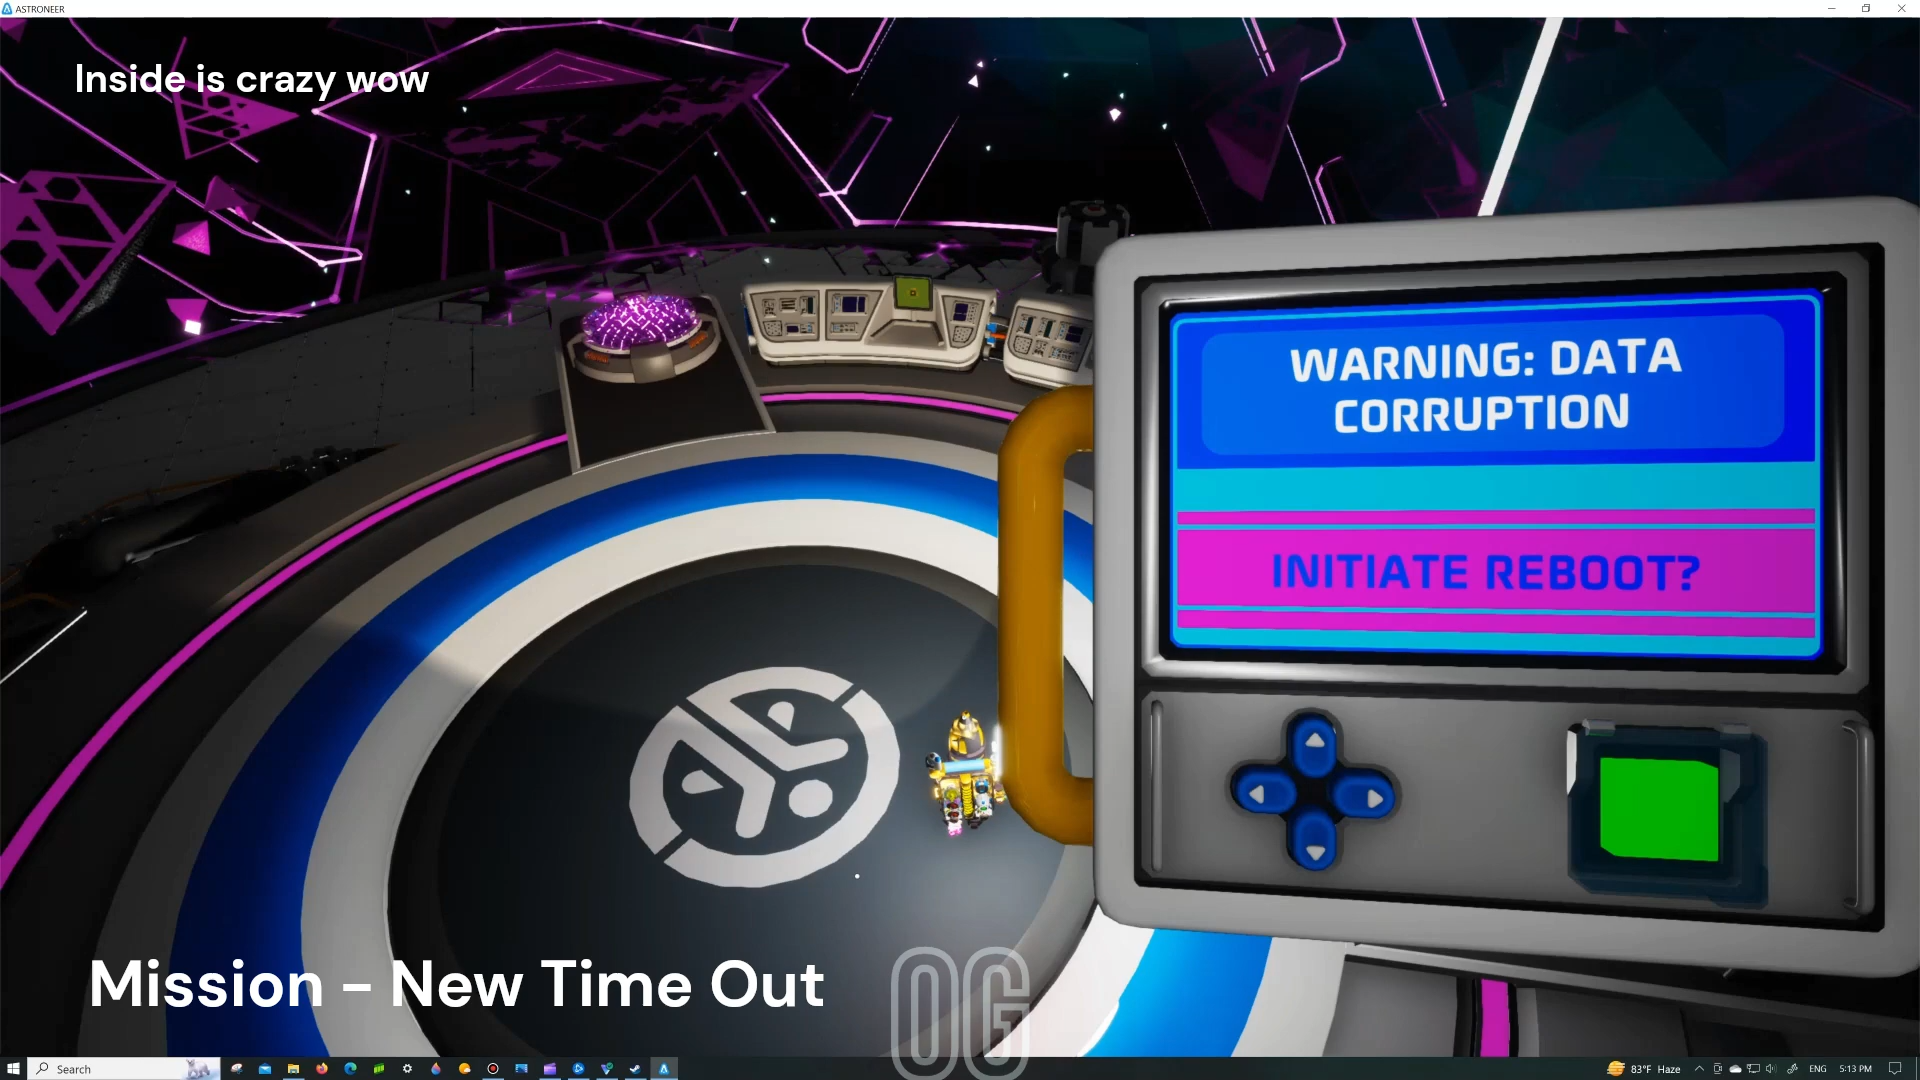 ASTRONEER
Inside is crazy wow
WARNING: DATA
CORRUPTION
INITIATE REBOOT?
Mission - New Time Out
OG
Search
83°F Haze
ENG
5:13 PM